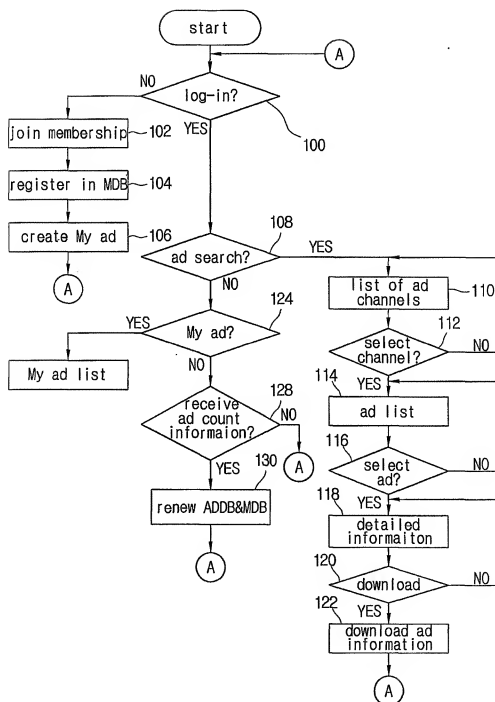 start
A
NO
log-in?
YES
100
join membership
102
register in MDB
104
create My ad
106
A
108
ad search?
YES
NO
list of ad
channels
110
YES
My ad?
124
NO
My ad list
select
channel?
112
NO
YES
114
ad list
receive
ad count
informaion?
128
NO
A
YES
116
select
ad?
NO
YES
130
renew ADDB&MDB
A
118
detailed
informaiton
120
download
NO
YES
122
download ad
information
A